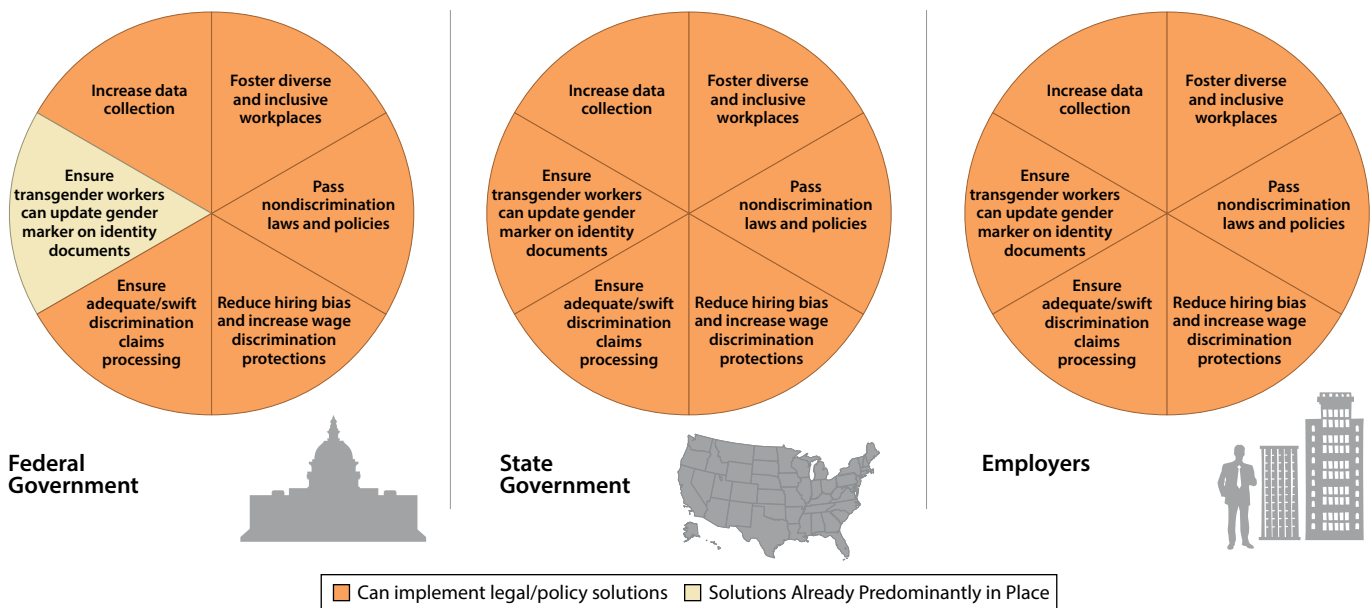 Increase data
collection
Foster diverse
and inclusive
workplaces
Ensure
transgender workers
can update gender
marker on identity
documents
Pass
nondiscrimination
laws and policies
Ensure
adequate/swift
discrimination
claims
processing
Reduce hiring bias
and increase wage
discrimination
protections
Federal
Government
Increase data
collection
Foster diverse
and inclusive
workplaces
Ensure
transgender workers
can update gender
marker on identity
documents
Pass
nondiscrimination
laws and policies
Ensure
adequate/swift
discrimination
claims
processing
Reduce hiring bias
and increase wage
discrimination
protections
State
Government
Increase data
collection
Foster diverse
and inclusive
workplaces
Ensure
transgender workers
can update gender
marker on identity
documents
Pass
nondiscrimination
laws and policies
Ensure
adequate/swift
discrimination
claims
processing
Reduce hiring bias
and increase wage
discrimination
protections
Employers
Can implement legal/policy solutions
Solutions Already Predominantly in Place